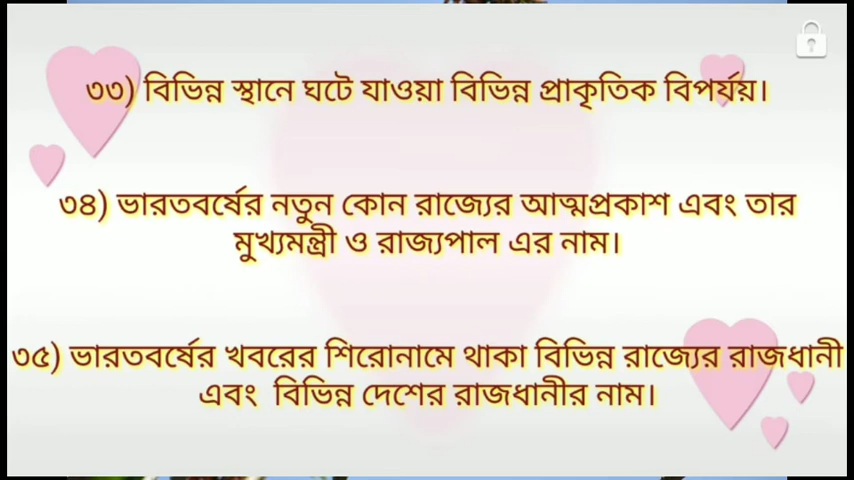 ৩৩) বিভিন্ন স্থানে ঘটে যাওয়া বিভিন্ন প্রাকৃতিক বিপর্যয়।
৩৪) ভারতবর্ষের নতুন কোন রাজ্যের আত্মপ্রকাশ এবং তার
মুখ্যমন্ত্রী ও রাজ্যপাল এর নাম।
৩৫) ভারতবর্ষের খবরের শিরোনামে থাকা বিভিন্ন রাজ্যের রাজধানী
এবং বিভিন্ন দেশের রাজধানীর নাম।